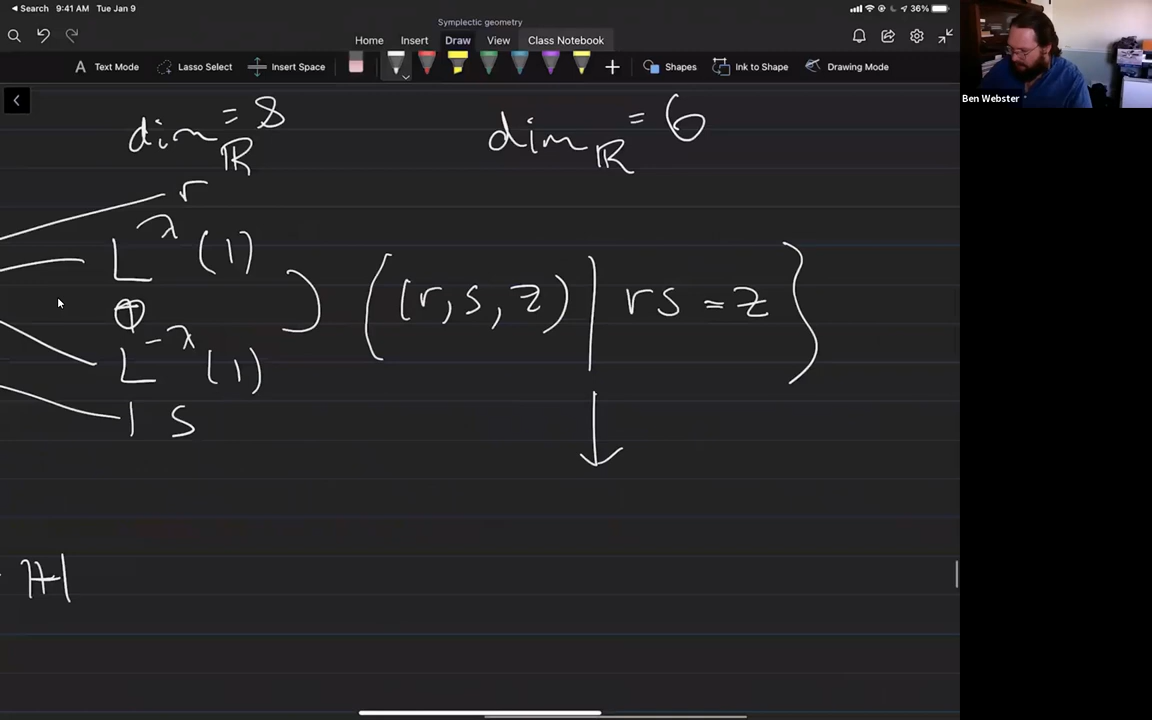 Search 9:41 AM Tue Jan 9
Symplectic geometry
36%
Home Insert Draw View Class Notebook
Text Mode Lasso Select Insert Space Shapes Ink to Shape Drawing Mode
Ben Webster
dim_ℝ = 8
dim_ℝ = 6
r
L^λ (1)
⊕ ) { (r, s, z) | rs = z }
L^-λ (1)
s
↓
ℍ